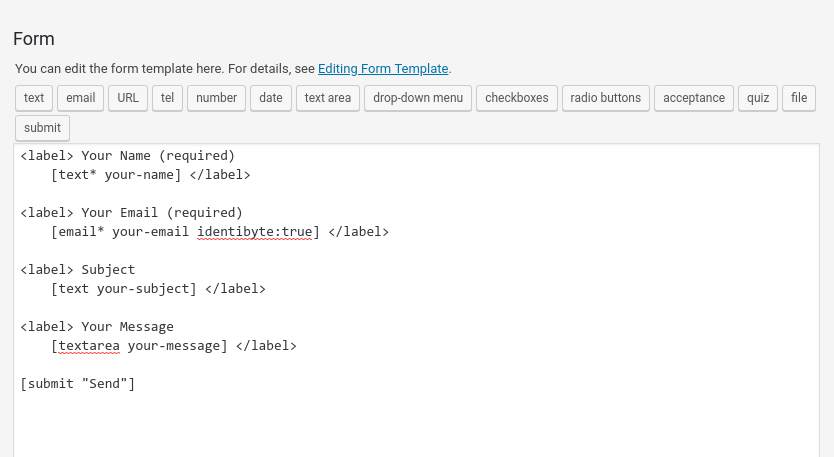 Form
You can edit the form template here. For details, see Editing Form Template.
text email URL tel number date text area drop-down menu checkboxes radio buttons acceptance quiz file
submit
<label> Your Name (required)
    [text* your-name] </label>
<label> Your Email (required)
    [email* your-email identibyte:true] </label>
<label> Subject
    [text your-subject] </label>
<label> Your Message
    [textarea your-message] </label>
[submit "Send"]